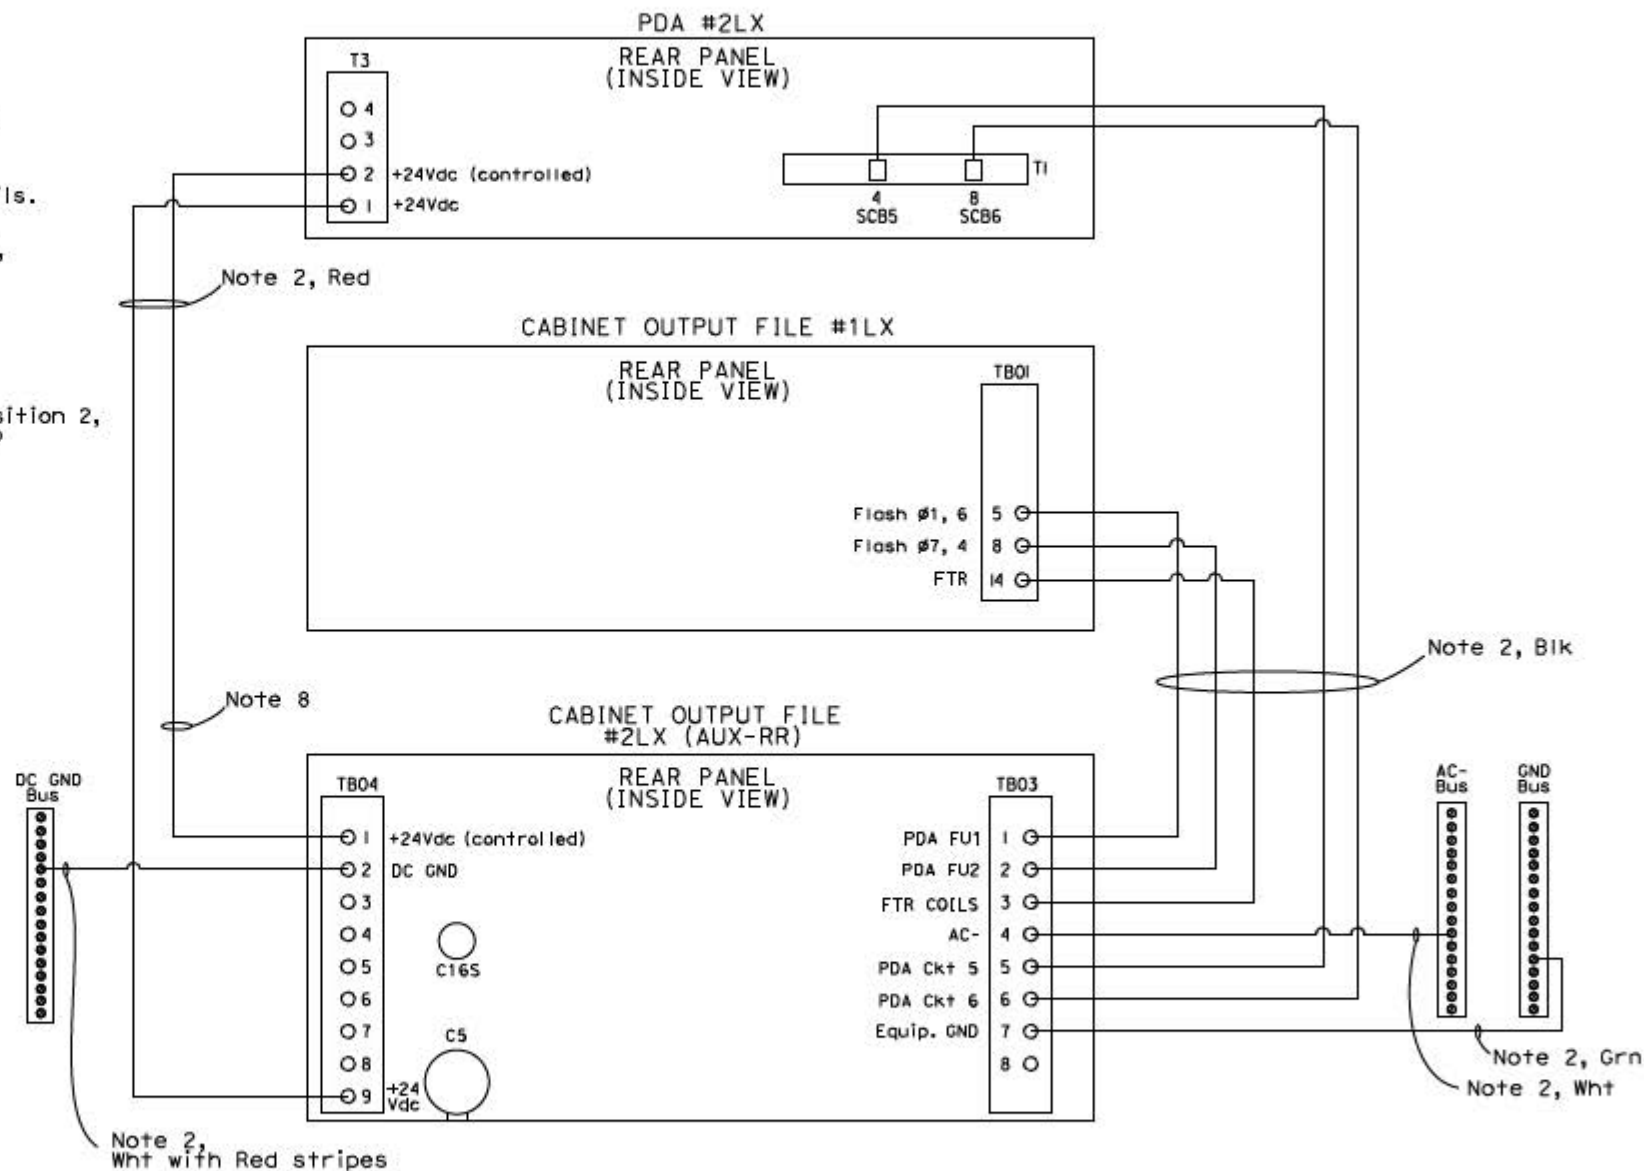 PDA #2LX
REAR PANEL
(INSIDE VIEW)
T3
4
3
2 +24Vdc (controlled)
1 +24Vdc
T1
4
SCB5
8
SCB6
ls.
,
Note 2, Red
CABINET OUTPUT FILE #1LX
REAR PANEL
(INSIDE VIEW)
TB01
sition 2,
Flash ø1, 6 5
Flash ø7, 4 8
FTR 14
Note 2, Blk
Note 8
CABINET OUTPUT FILE
#2LX (AUX-RR)
REAR PANEL
(INSIDE VIEW)
DC GND
Bus
TB04
1 +24Vdc (controlled)
2 DC GND
3
4
5
6
7
8
9 +24
Vdc
C16S
C5
TB03
PDA FU1 1
PDA FU2 2
FTR COILS 3
AC- 4
PDA Ckt 5 5
PDA Ckt 6 6
Equip. GND 7
8
AC-
Bus
GND
Bus
Note 2, Grn
Note 2, Wht
Note 2,
Wht with Red stripes